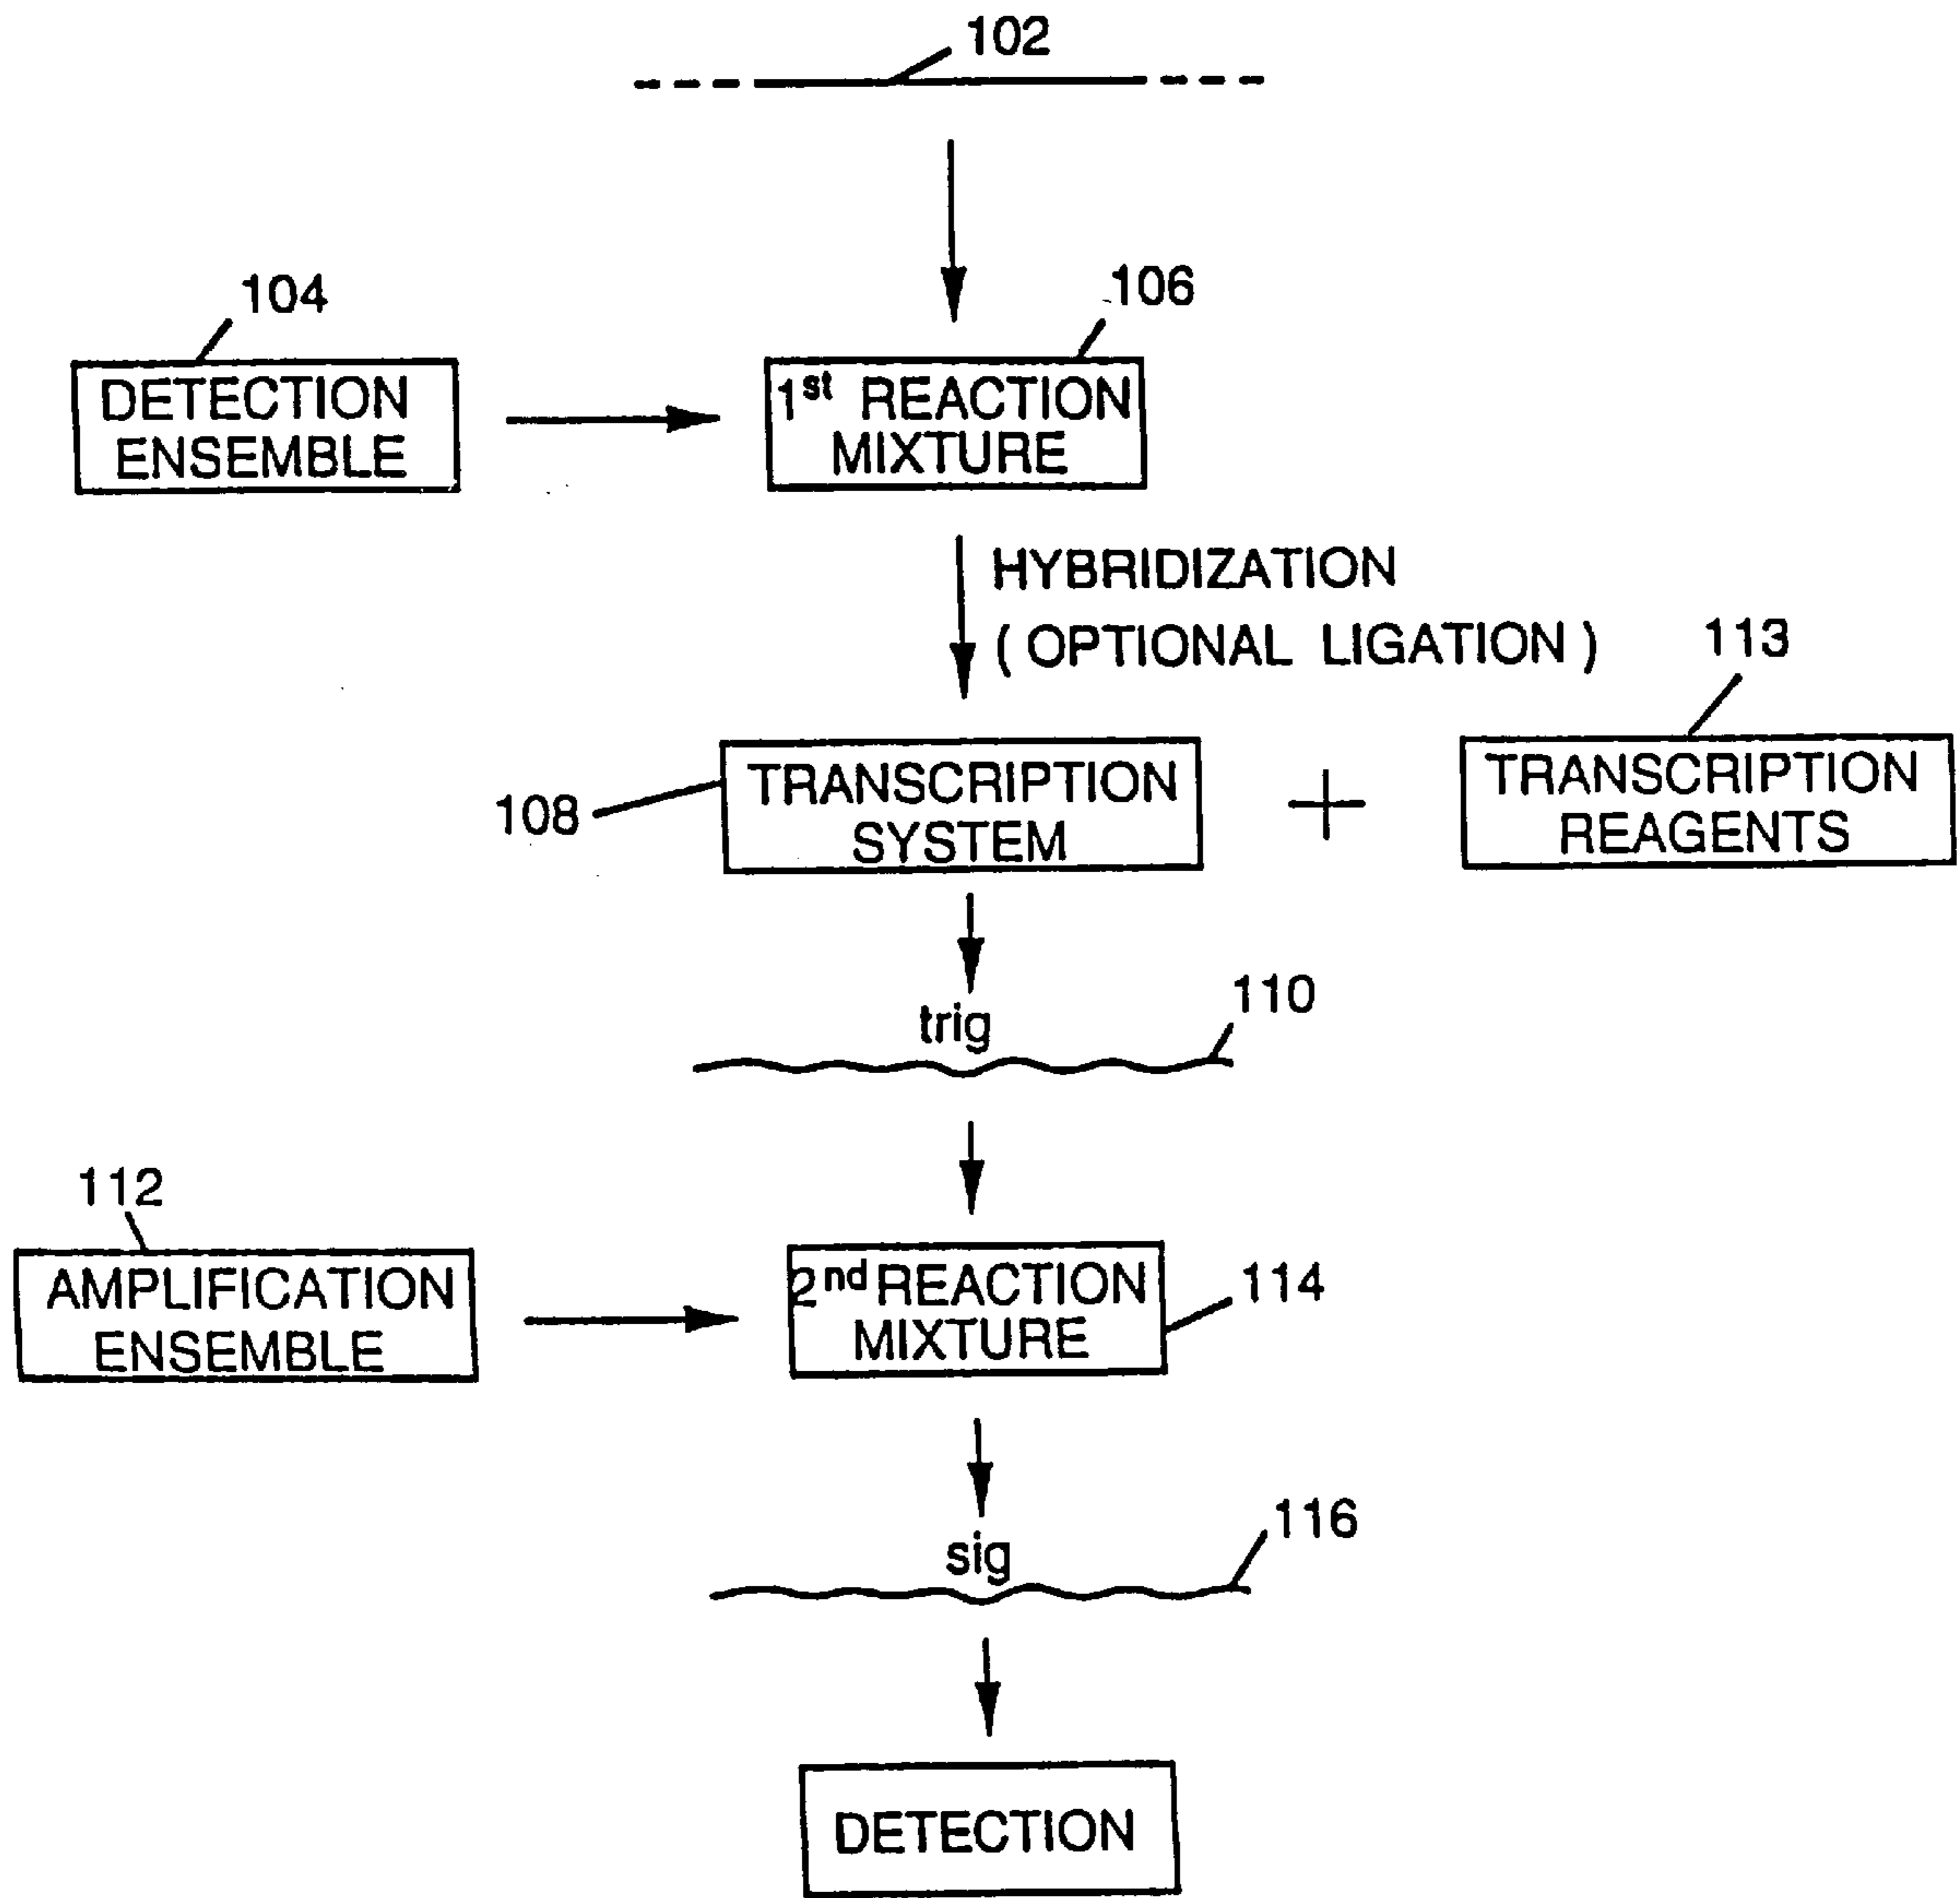 102
104
106
DETECTION
ENSEMBLE
1st REACTION
MIXTURE
HYBRIDIZATION
( OPTIONAL LIGATION )
113
108
TRANSCRIPTION
SYSTEM
+
TRANSCRIPTION
REAGENTS
trig
110
112
AMPLIFICATION
ENSEMBLE
2nd REACTION
MIXTURE
114
sig
116
DETECTION